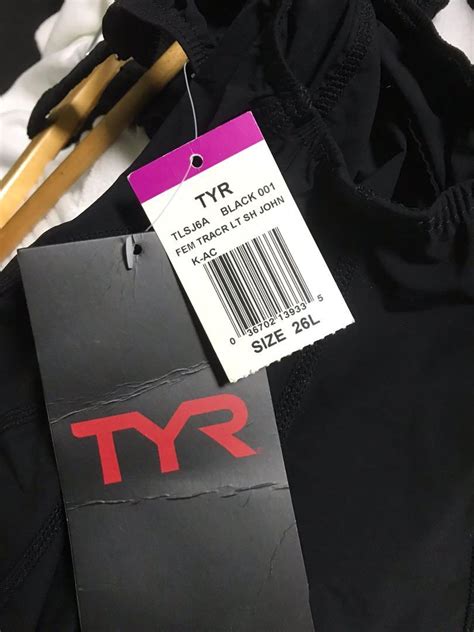 TYR
TLSJ6A BLACK 001
FEM TRACR LT SH JOHN
K-AC
0 36702 13933 5
SIZE 26L
TYR